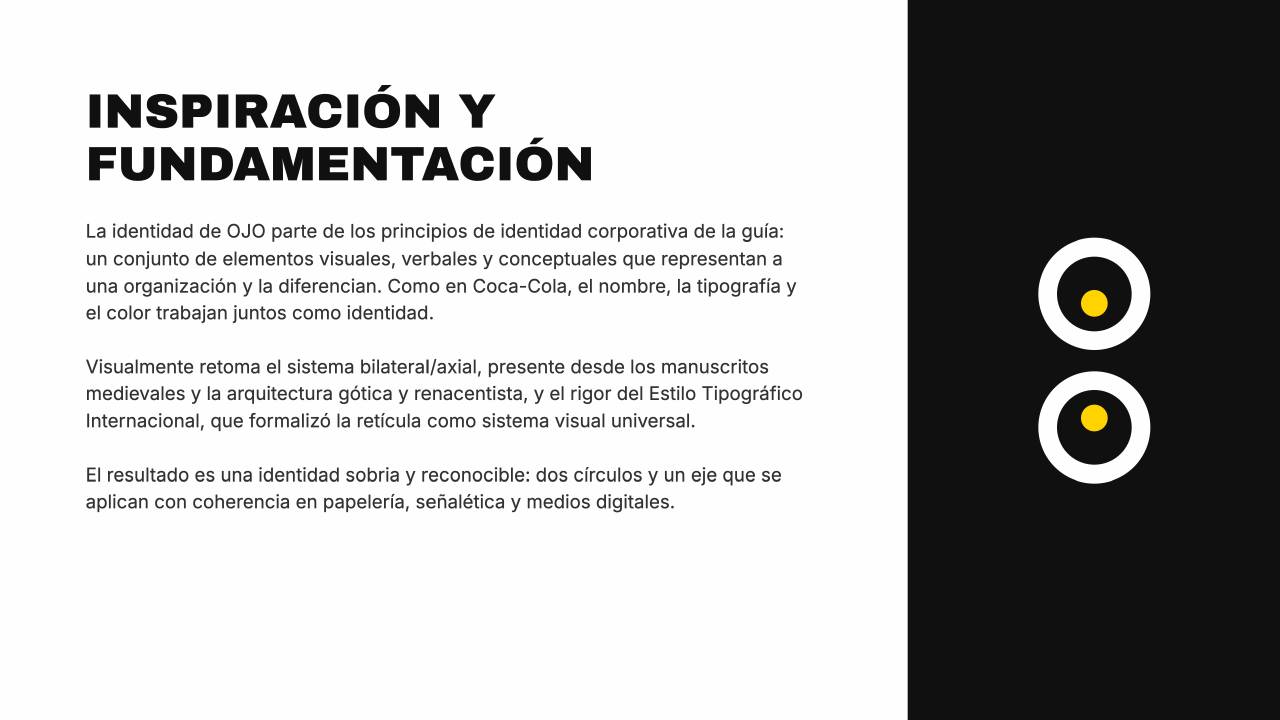 INSPIRACIÓN Y
FUNDAMENTACIÓN
La identidad de OJO parte de los principios de identidad corporativa de la guía:
un conjunto de elementos visuales, verbales y conceptuales que representan a
una organización y la diferencian. Como en Coca-Cola, el nombre, la tipografía y
el color trabajan juntos como identidad.
Visualmente retoma el sistema bilateral/axial, presente desde los manuscritos
medievales y la arquitectura gótica y renacentista, y el rigor del Estilo Tipográfico
Internacional, que formalizó la retícula como sistema visual universal.
El resultado es una identidad sobria y reconocible: dos círculos y un eje que se
aplican con coherencia en papelería, señalética y medios digitales.